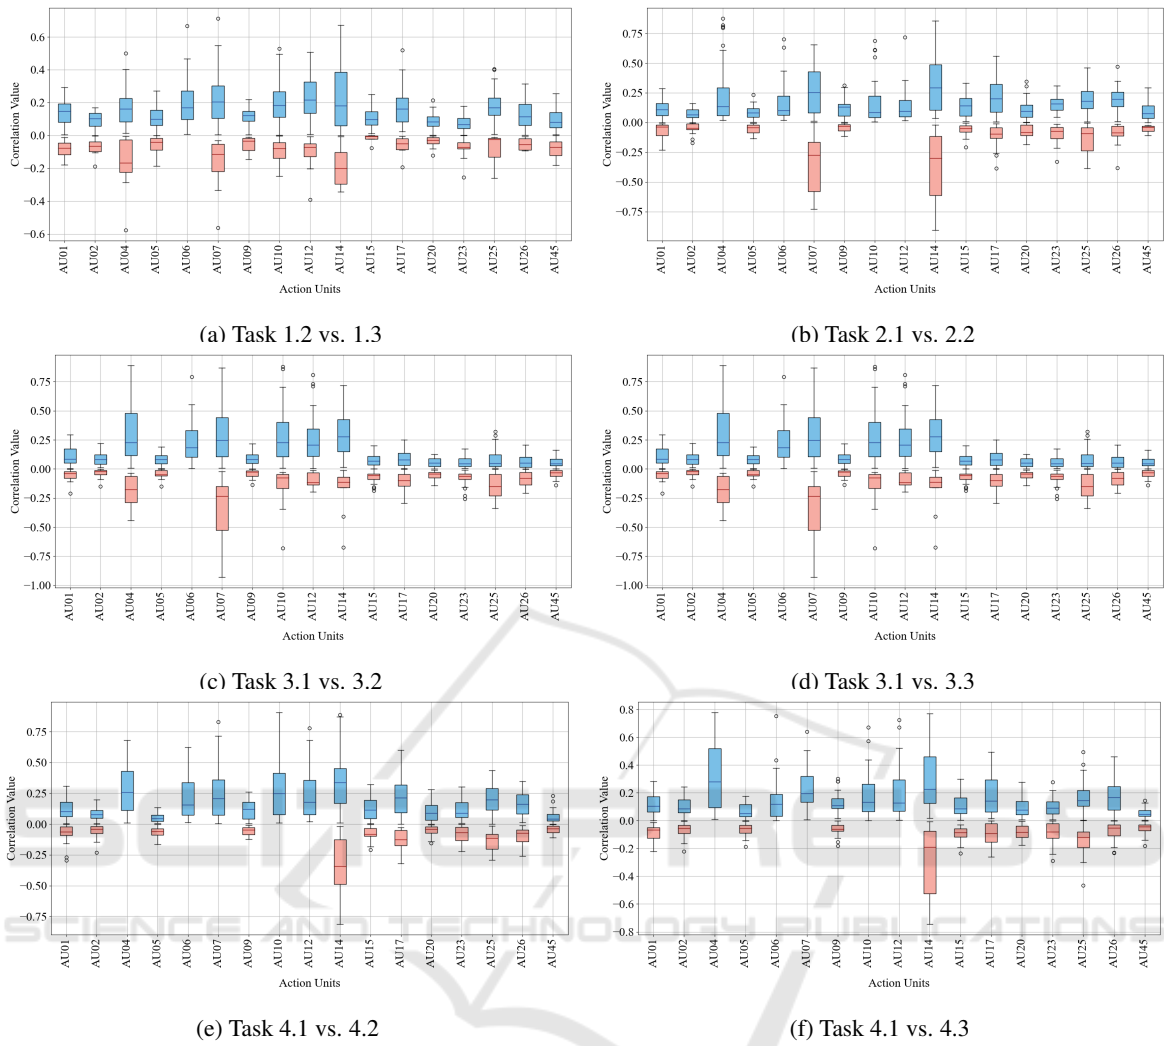 0.6
0.4
0.2
0.0
−0.2
−0.4
−0.6
Correlation Value
AU01 AU02 AU04 AU05 AU06 AU07 AU09 AU10 AU12 AU14 AU15 AU17 AU20 AU23 AU25 AU26 AU45
Action Units
(a) Task 1.2 vs. 1.3
0.75
0.50
0.25
0.00
−0.25
−0.50
−0.75
Correlation Value
AU01 AU02 AU04 AU05 AU06 AU07 AU09 AU10 AU12 AU14 AU15 AU17 AU20 AU23 AU25 AU26 AU45
Action Units
(b) Task 2.1 vs. 2.2
0.75
0.50
0.25
0.00
−0.25
−0.50
−0.75
−1.00
Correlation Value
AU01 AU02 AU04 AU05 AU06 AU07 AU09 AU10 AU12 AU14 AU15 AU17 AU20 AU23 AU25 AU26 AU45
Action Units
(c) Task 3.1 vs. 3.2
0.75
0.50
0.25
0.00
−0.25
−0.50
−0.75
−1.00
Correlation Value
AU01 AU02 AU04 AU05 AU06 AU07 AU09 AU10 AU12 AU14 AU15 AU17 AU20 AU23 AU25 AU26 AU45
Action Units
(d) Task 3.1 vs. 3.3
0.75
0.50
0.25
0.00
−0.25
−0.50
−0.75
Correlation Value
AU01 AU02 AU04 AU05 AU06 AU07 AU09 AU10 AU12 AU14 AU15 AU17 AU20 AU23 AU25 AU26 AU45
Action Units
(e) Task 4.1 vs. 4.2
0.8
0.6
0.4
0.2
0.0
−0.2
−0.4
−0.6
−0.8
Correlation Value
AU01 AU02 AU04 AU05 AU06 AU07 AU09 AU10 AU12 AU14 AU15 AU17 AU20 AU23 AU25 AU26 AU45
Action Units
(f) Task 4.1 vs. 4.3
SCIENCE AND TECHNOLOGY PUBLICATIONS